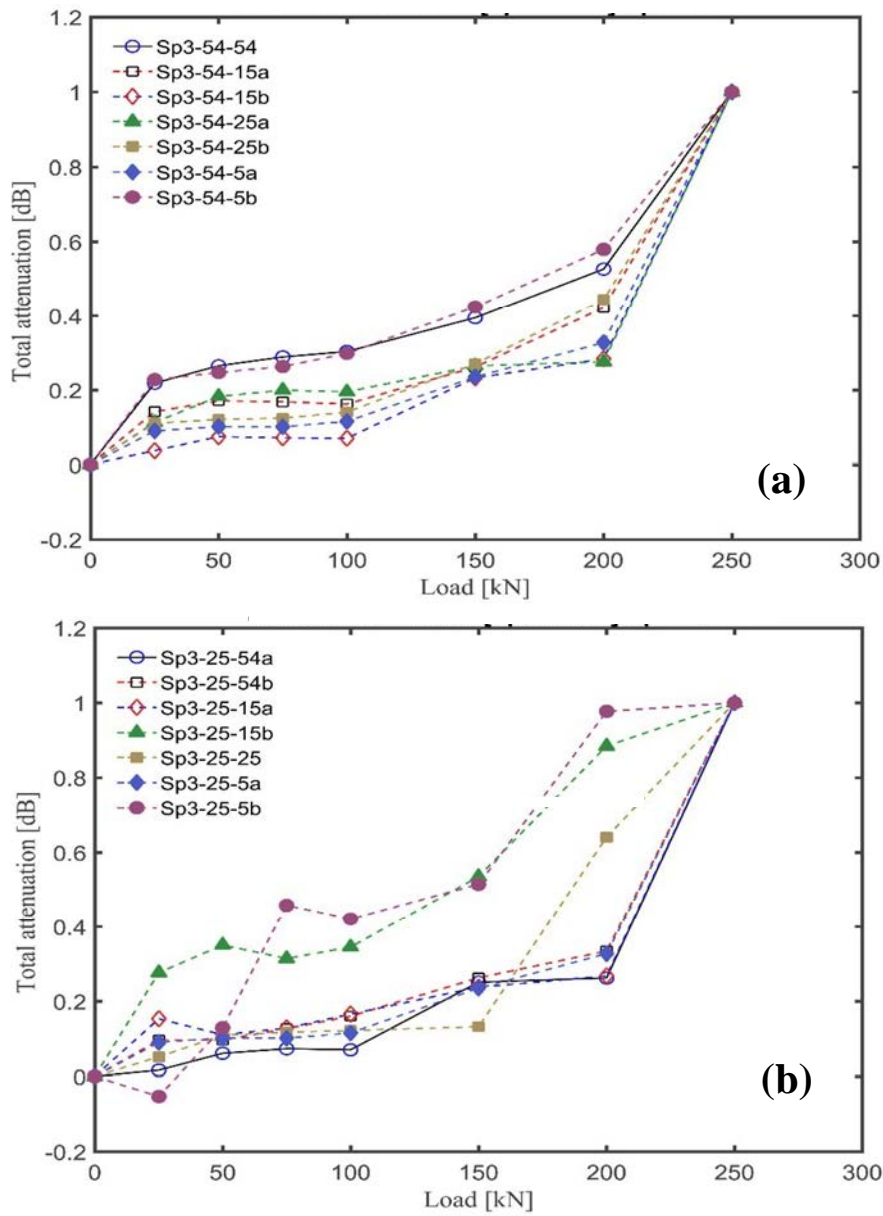 1.2
1
0.8
0.6
0.4
0.2
0
-0.2
Total attenuation [dB]
Sp3-54-54
Sp3-54-15a
Sp3-54-15b
Sp3-54-25a
Sp3-54-25b
Sp3-54-5a
Sp3-54-5b
(a)
0 50 100 150 200 250 300
Load [kN]
1.2
1
0.8
0.6
0.4
0.2
0
-0.2
Total attenuation [dB]
Sp3-25-54a
Sp3-25-54b
Sp3-25-15a
Sp3-25-15b
Sp3-25-25
Sp3-25-5a
Sp3-25-5b
(b)
0 50 100 150 200 250 300
Load [kN]